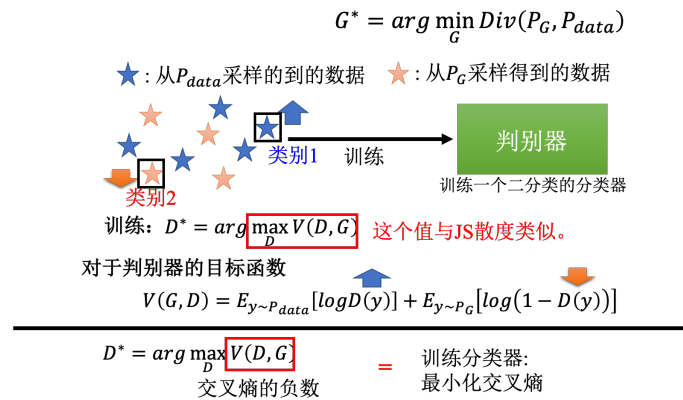 G* = arg min_G Div(P_G, P_data)
: 从P_data采样的到的数据
: 从P_G采样得到的数据
类别1
训练
判别器
训练一个二分类的分类器
类别2
训练：D* = arg max_D V(D, G)
这个值与JS散度类似。
对于判别器的目标函数
V(G, D) = E_{y~P_data}[logD(y)] + E_{y~P_G}[log(1 − D(y))]
D* = arg max_D V(D, G)
交叉熵的负数
=
训练分类器:
最小化交叉熵